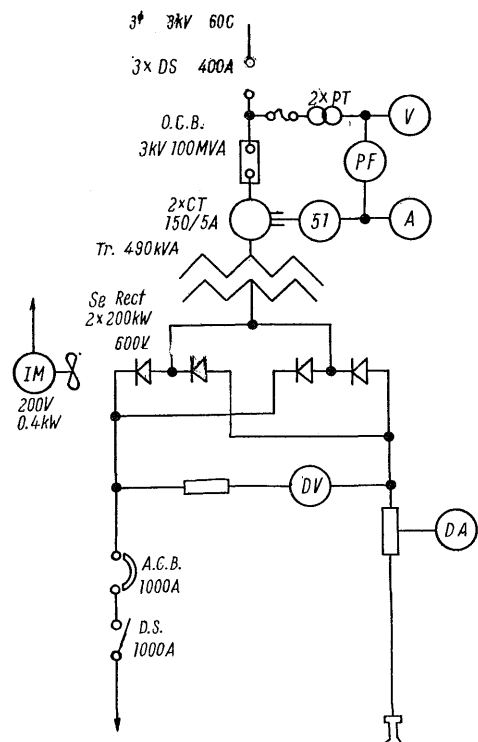 3φ 3kV 60C
3× DS 400A
2×PT
O.C.B.
3kV 100MVA
V
PF
2×CT
150/5A
51
A
Tr. 490kVA
Se Rect
2×200kW
600V
IM
200V
0.4kW
DV
DA
A.C.B.
1000A
D.S.
1000A